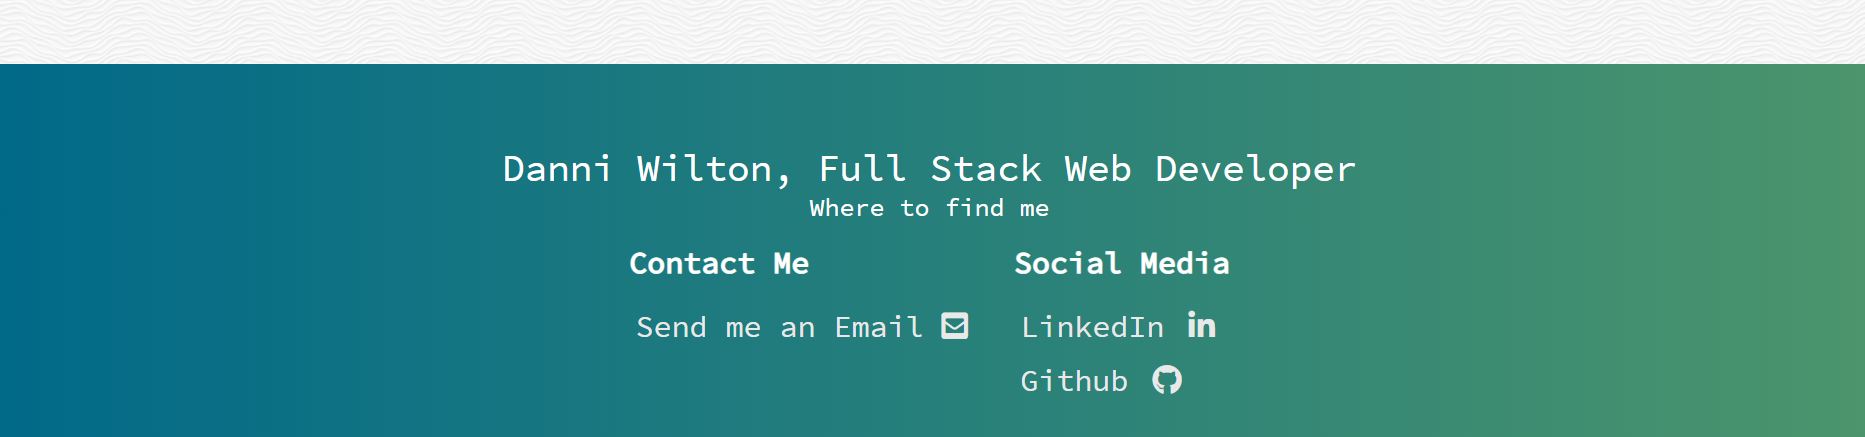 Danni Wilton, Full Stack Web Developer
Where to find me
Contact Me
Send me an Email
Social Media
LinkedIn in
Github